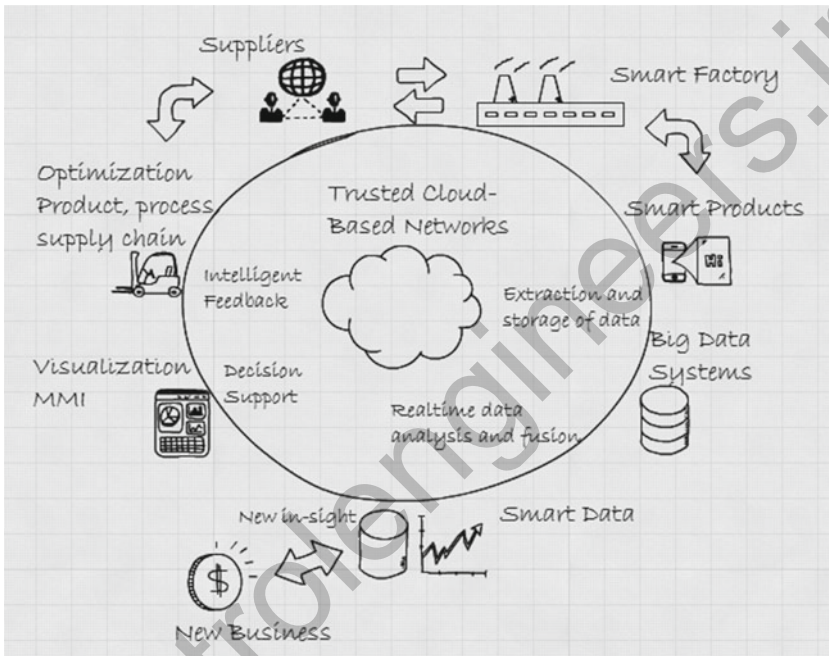 Suppliers
Smart Factory
Optimization
Product, process,
supply chain
Trusted Cloud-
Based Networks
Smart Products
Hi
Intelligent
Feedback
Extraction and
storage of data
Visualization
MMI
Decision
Support
Big Data
Systems
Realtime data
analysis and fusion
New in-sight
Smart Data
$
New Business
trolengineers.i